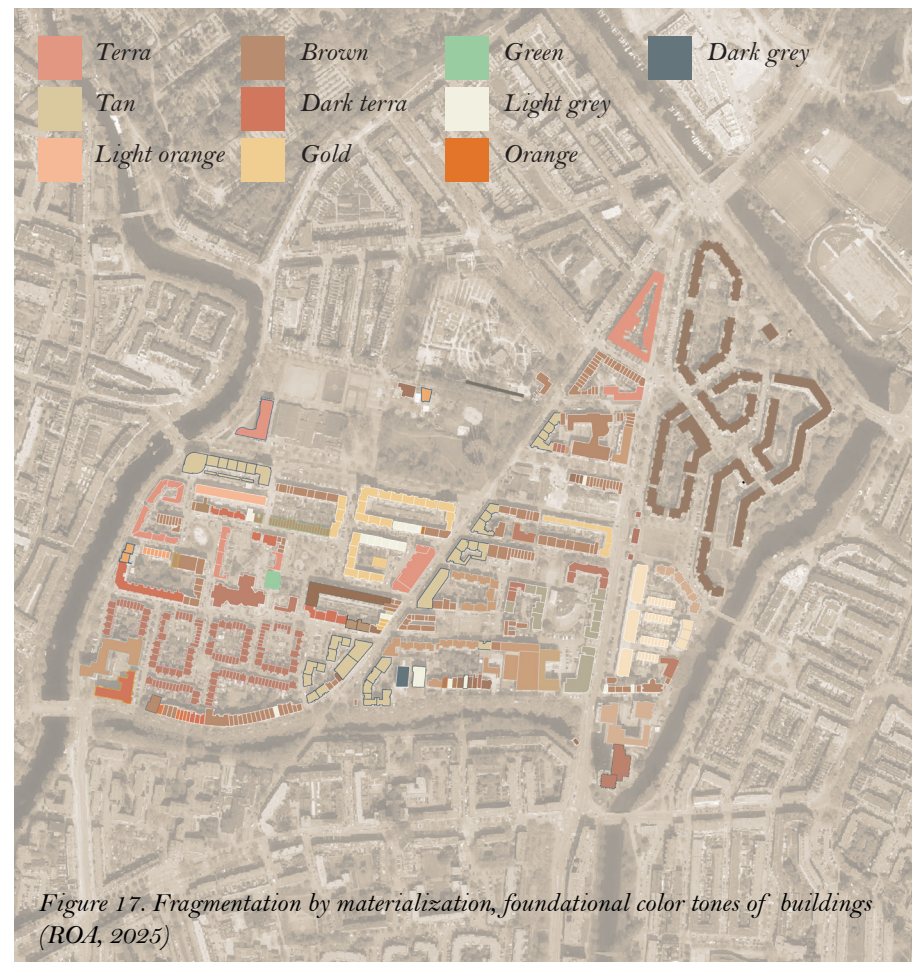 Terra
Brown
Green
Dark grey
Tan
Dark terra
Light grey
Light orange
Gold
Orange
Figure 17. Fragmentation by materialization, foundational color tones of buildings
(ROA, 2025)